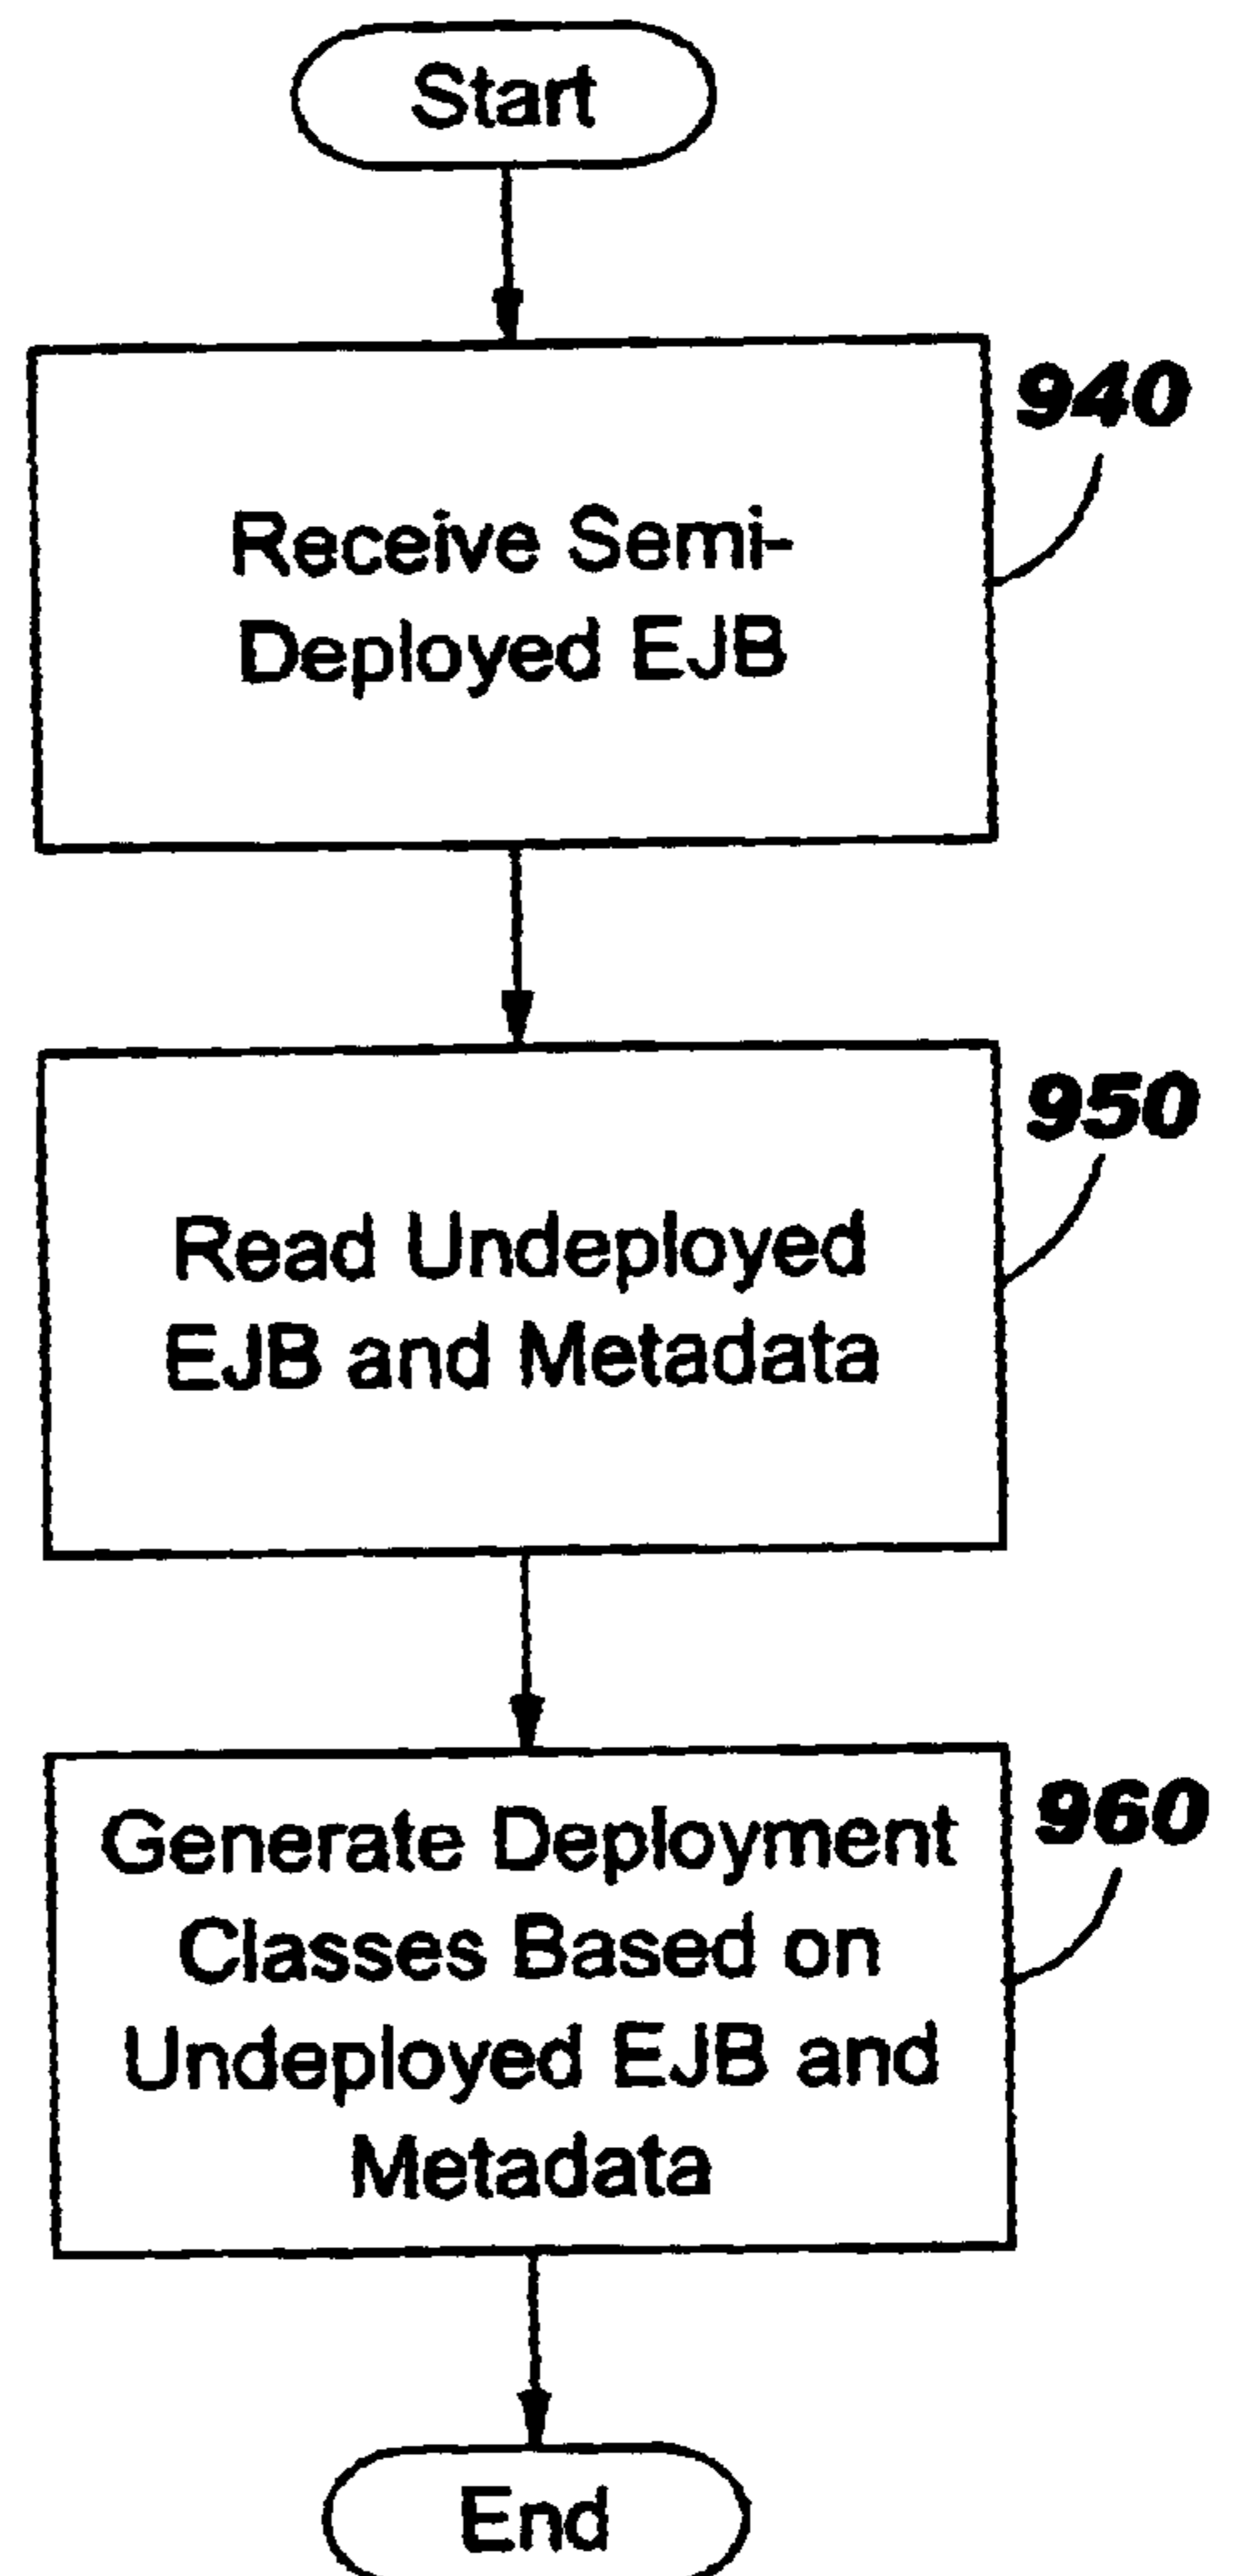 Start
940
Receive Semi-
Deployed EJB
950
Read Undeployed
EJB and Metadata
960
Generate Deployment
Classes Based on
Undeployed EJB and
Metadata
End